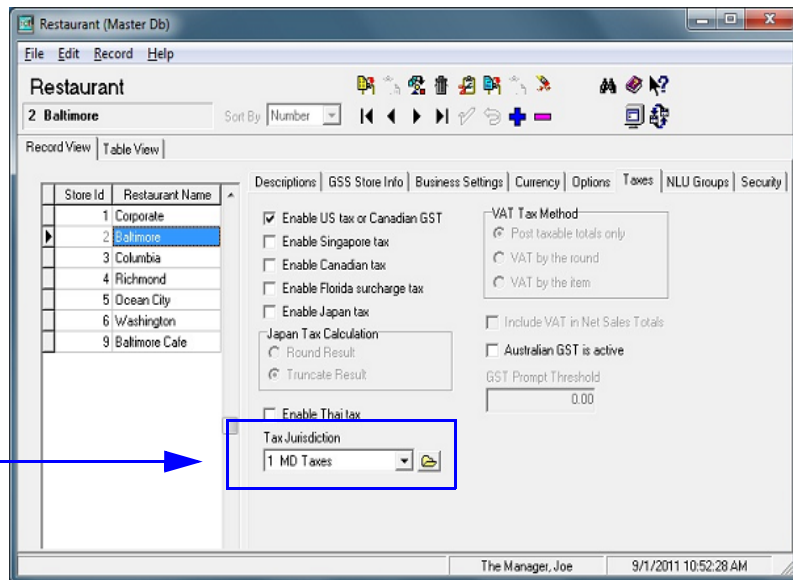 Restaurant (Master Db)
File Edit Record Help
Restaurant
2 Baltimore
Sort By Number
Record View Table View
Descriptions GSS Store Info Business Settings Currency Options Taxes NLU Groups Security
Store Id Restaurant Name
1 Corporate
2 Baltimore
3 Columbia
4 Richmond
5 Ocean City
6 Washington
9 Baltimore Cafe
Enable US tax or Canadian GST
Enable Singapore tax
Enable Canadian tax
Enable Florida surcharge tax
Enable Japan tax
Japan Tax Calculation
Round Result
Truncate Result
Enable Thai tax
Tax Jurisdiction
1 MD Taxes
VAT Tax Method
Post taxable totals only
VAT by the round
VAT by the item
Include VAT in Net Sales Totals
Australian GST is active
GST Prompt Threshold
0.00
The Manager, Joe
9/1/2011 10:52:28 AM